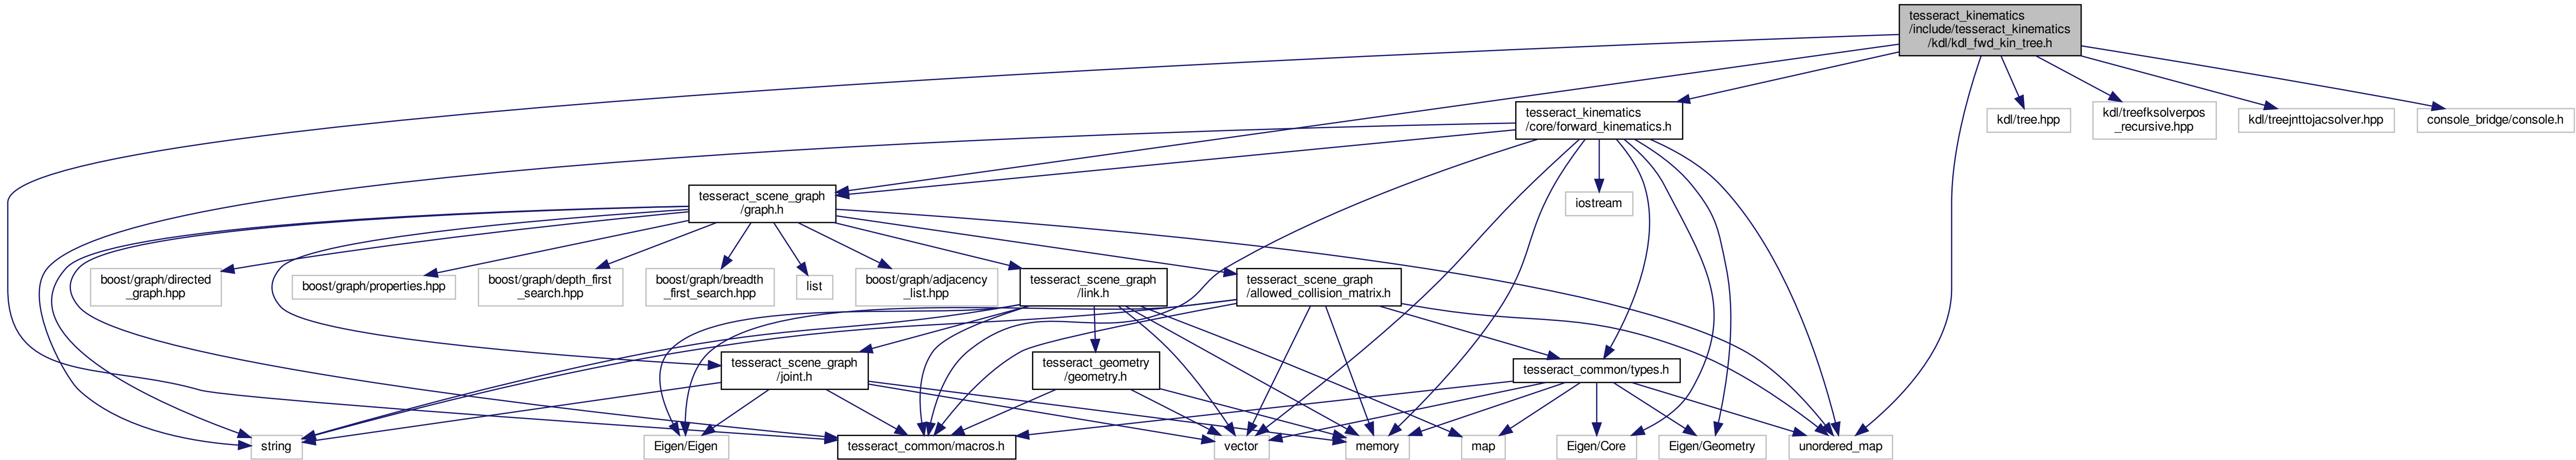 tesseract_kinematics
/include/tesseract_kinematics
/kdl/kdl_fwd_kin_tree.h
tesseract_kinematics
/core/forward_kinematics.h
kdl/tree.hpp
kdl/treefksolverpos
_recursive.hpp
kdl/treejnttojacsolver.hpp
console_bridge/console.h
tesseract_scene_graph
/graph.h
iostream
boost/graph/directed
_graph.hpp
boost/graph/properties.hpp
boost/graph/depth_first
_search.hpp
boost/graph/breadth
_first_search.hpp
list
boost/graph/adjacency
_list.hpp
tesseract_scene_graph
/link.h
tesseract_scene_graph
/allowed_collision_matrix.h
tesseract_scene_graph
/joint.h
tesseract_geometry
/geometry.h
tesseract_common/types.h
string
Eigen/Eigen
tesseract_common/macros.h
vector
memory
map
Eigen/Core
Eigen/Geometry
unordered_map